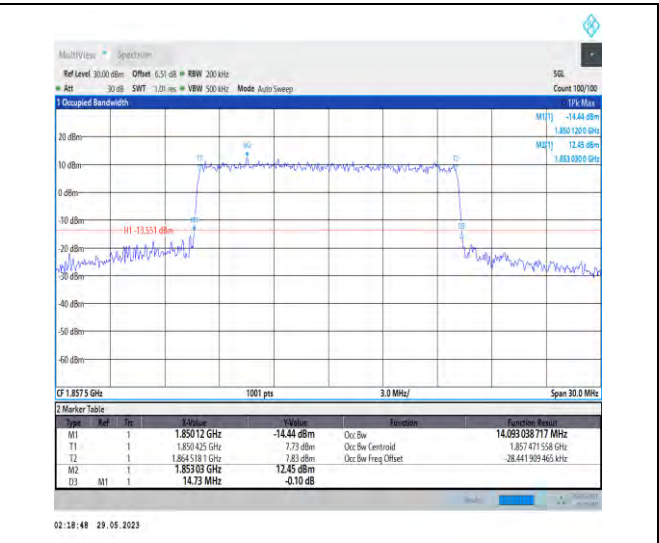 MultiView Spectrum
Ref Level 30.00 dBm Offset 6.51 dB RBW 200 kHz SGL
Att 30 dB SWT 1.01 ms VBW 500 kHz Mode Auto Sweep Count 100/100
1 Occupied Bandwidth 1Pk Max
M1[1] -14.44 dBm
1.850 120 0 GHz
M2[1] 12.45 dBm
1.853 030 0 GHz
20 dBm
M2
T1 T2
10 dBm
0 dBm
-10 dBm
M1 D3
H1 -13.551 dBm
-20 dBm
-30 dBm
-40 dBm
-50 dBm
-60 dBm
CF 1.857 5 GHz 1001 pts 3.0 MHz/ Span 30.0 MHz
2 Marker Table
Type Ref Trc X-Value Y-Value Function Function Result
M1 1 1.850 12 GHz -14.44 dBm Occ Bw 14.093 038 717 MHz
T1 1 1.850 425 GHz 7.73 dBm Occ Bw Centroid 1.857 471 558 GHz
T2 1 1.864 518 1 GHz 7.83 dBm Occ Bw Freq Offset -28.441 909 465 kHz
M2 1 1.853 03 GHz 12.45 dBm
D3 M1 1 14.73 MHz -0.10 dB
02:18:48 29.05.2023